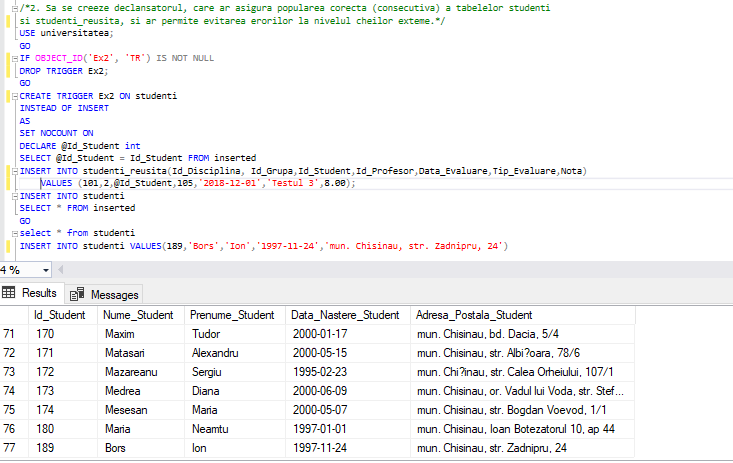 /*2. Sa se creeze declansatorul, care ar asigura popularea corecta (consecutiva) a tabelelor studenti
si studenti_reusita, si ar permite evitarea erorilor la nivelul cheilor exteme.*/
USE universitatea;
GO
IF OBJECT_ID('Ex2', 'TR') IS NOT NULL
DROP TRIGGER Ex2;
GO
CREATE TRIGGER Ex2 ON studenti
INSTEAD OF INSERT
AS
SET NOCOUNT ON
DECLARE @Id_Student int
SELECT @Id_Student = Id_Student FROM inserted
INSERT INTO studenti_reusita(Id_Disciplina, Id_Grupa,Id_Student,Id_Profesor,Data_Evaluare,Tip_Evaluare,Nota)
VALUES (101,2,@Id_Student,105,'2018-12-01','Testul 3',8.00);
INSERT INTO studenti
SELECT * FROM inserted
GO
select * from studenti
INSERT INTO studenti VALUES(189,'Bors','Ion','1997-11-24','mun. Chisinau, str. Zadnipru, 24')
4 %
Results Messages
Id_Student Nume_Student Prenume_Student Data_Nastere_Student Adresa_Postala_Student
71 170 Maxim Tudor 2000-01-17 mun. Chisinau, bd. Dacia, 5/4
72 171 Matasari Alexandru 2000-05-15 mun. Chisinau, str. Albi?oara, 78/6
73 172 Mazareanu Sergiu 1995-02-23 mun. Chi?inau, str. Calea Orheiului, 107/1
74 173 Medrea Diana 2000-06-09 mun. Chisinau, or. Vadul lui Voda, str. Stef...
75 174 Mesesan Maria 2000-05-07 mun. Chisinau, str. Bogdan Voevod, 1/1
76 180 Maria Neamtu 1997-01-01 mun. Chisinau, Ioan Botezatorul 10, ap 44
77 189 Bors Ion 1997-11-24 mun. Chisinau, str. Zadnipru, 24